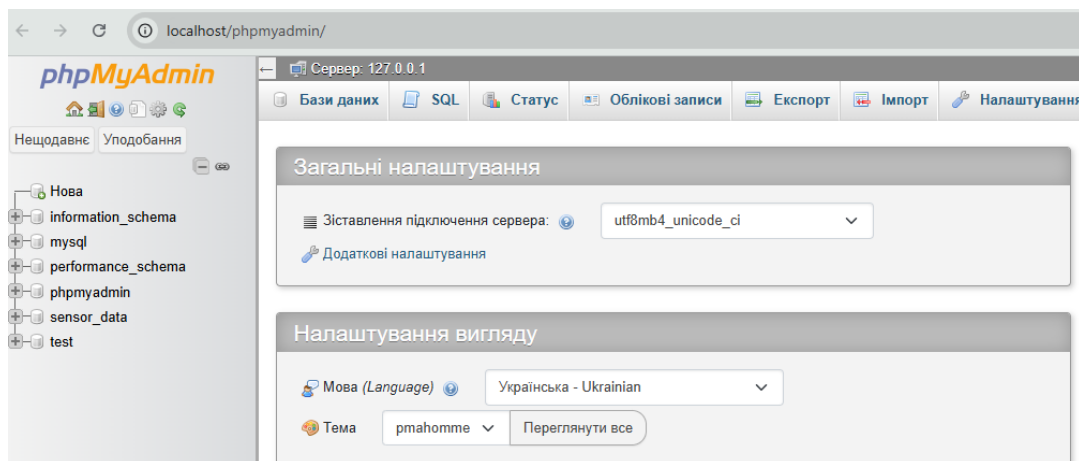 localhost/phpmyadmin/
phpMyAdmin
Нещодавнє Уподобання
Нова
information_schema
mysql
performance_schema
phpmyadmin
sensor_data
test
Сервер: 127.0.0.1
Бази даних SQL Статус Облікові записи Експорт Імпорт Налаштування
Загальні налаштування
Зіставлення підключення сервера: utf8mb4_unicode_ci
Додаткові налаштування
Налаштування вигляду
Мова (Language) Українська - Ukrainian
Тема pmahomme Переглянути все